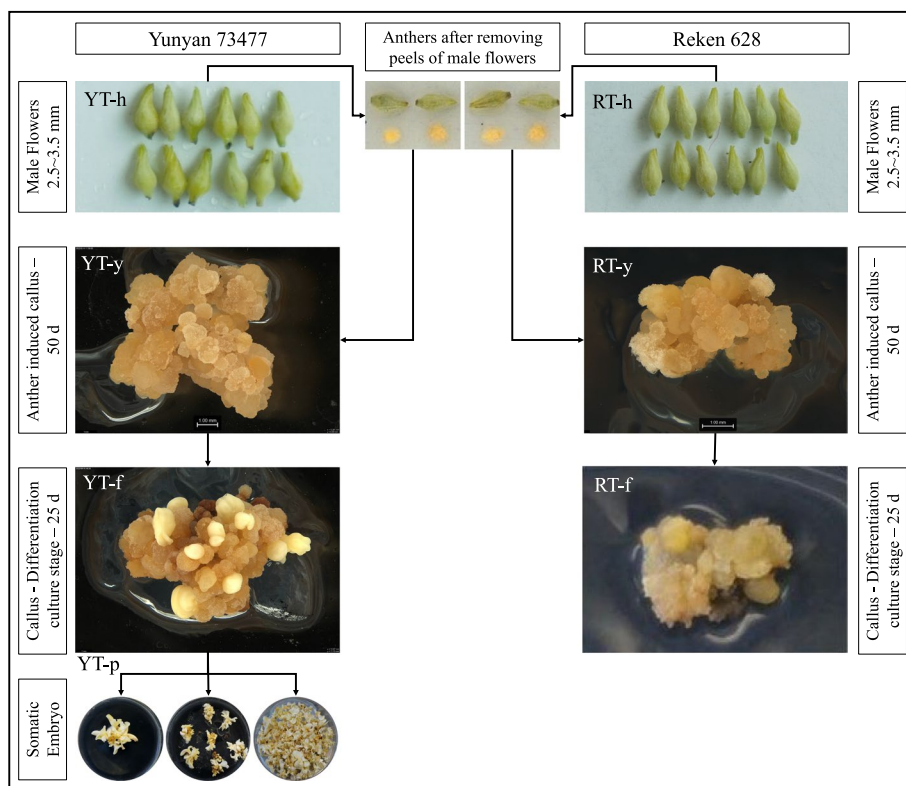 Yunyan 73477
Anthers after removing
peels of male flowers
Reken 628
Male Flowers
2.5~3.5 mm
YT-h
RT-h
Male Flowers
2.5~3.5 mm
Anther induced callus –
50 d
YT-y
1.00 mm
RT-y
1.00 mm
Anther induced callus –
50 d
Callus - Differentiation
culture stage – 25 d
YT-f
RT-f
Callus - Differentiation
culture stage – 25 d
YT-p
Somatic
Embryo